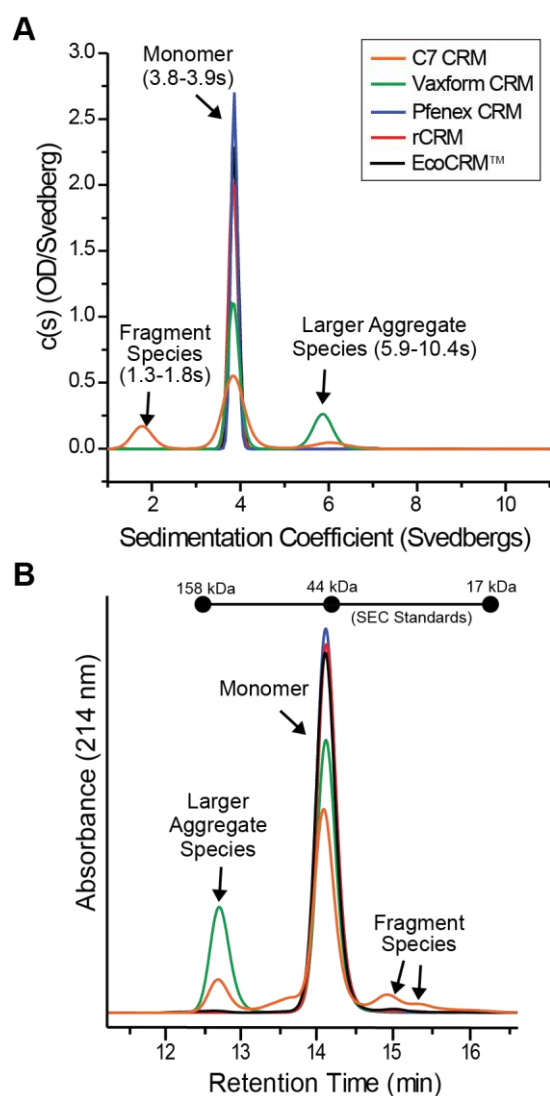 A
Monomer
(3.8-3.9s)
C7 CRM
Vaxform CRM
Pfenex CRM
rCRM
EcoCRM™
3.0
2.5
2.0
1.5
1.0
0.5
0.0
c(s) (OD/Svedberg)
Fragment
Species
(1.3-1.8s)
Larger Aggregate
Species (5.9-10.4s)
2 4 6 8 10
Sedimentation Coefficient (Svedbergs)
B
158 kDa 44 kDa 17 kDa
(SEC Standards)
Monomer
Larger
Aggregate
Species
Fragment
Species
Absorbance (214 nm)
12 13 14 15 16
Retention Time (min)